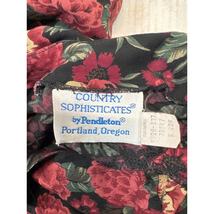 "COUNTRY
SOPHISTICATES®
by Pendleton®
Portland, Oregon